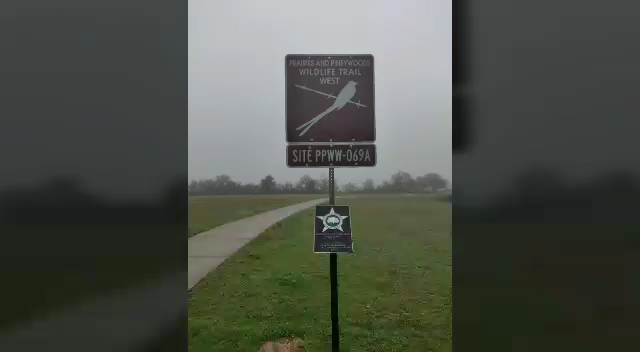 PRAIRIES AND PINEYWOODS
WILDLIFE TRAIL
WEST
SITE PPWW-069A